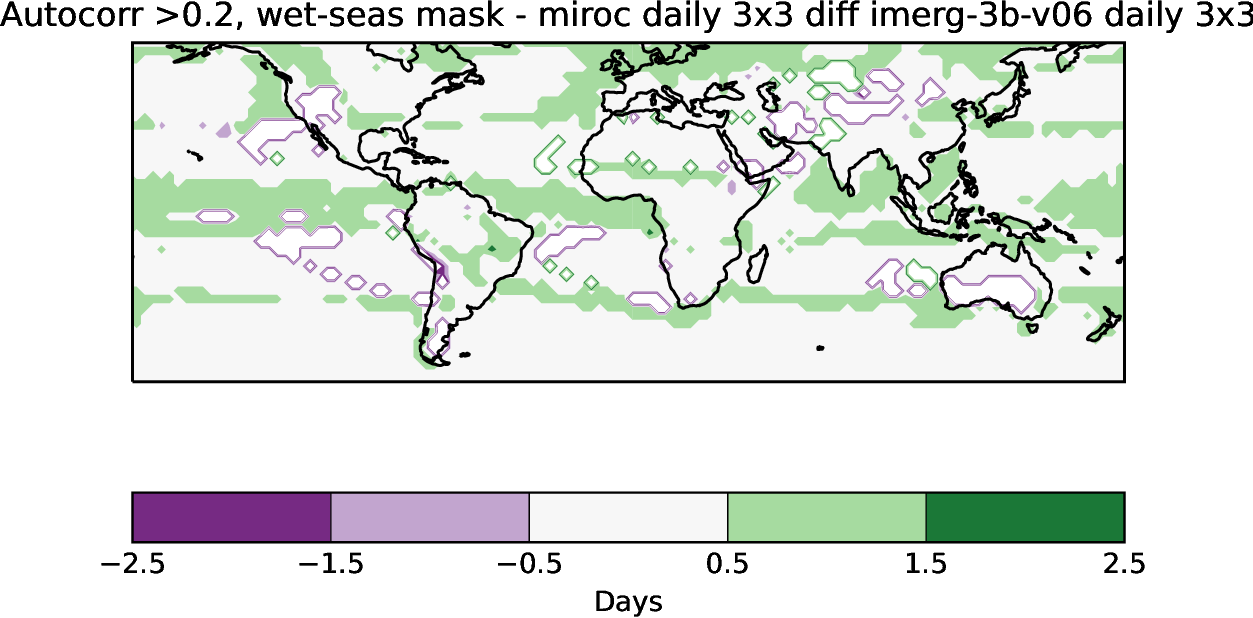 Autocorr >0.2, wet-seas mask - miroc daily 3x3 diff imerg-3b-v06 daily 3x3
−2.5 −1.5 −0.5 0.5 1.5 2.5
Days